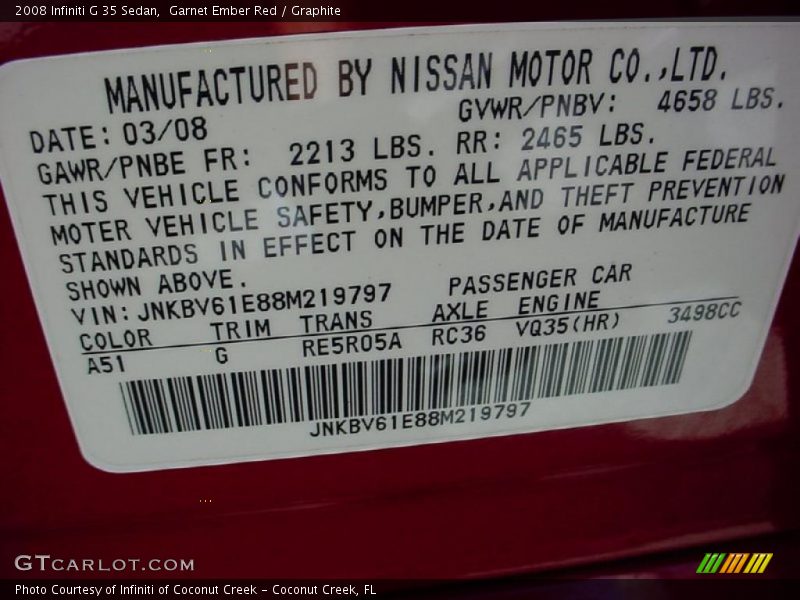 2008 Infiniti G 35 Sedan,  Garnet Ember Red / Graphite
MANUFACTURED BY NISSAN MOTOR CO.,LTD.
DATE: 03/08 GVWR/PNBV: 4658 LBS.
GAWR/PNBE FR: 2213 LBS. RR: 2465 LBS.
THIS VEHICLE CONFORMS TO ALL APPLICABLE FEDERAL
MOTER VEHICLE SAFETY,BUMPER,AND THEFT PREVENTION
STANDARDS IN EFFECT ON THE DATE OF MANUFACTURE
SHOWN ABOVE.
VIN: JNKBV61E88M219797 PASSENGER CAR
COLOR TRIM TRANS AXLE ENGINE
A51 G RE5R05A RC36 VQ35(HR) 3498CC
JNKBV61E88M219797
GTCARLOT.COM
Photo Courtesy of Infiniti of Coconut Creek - Coconut Creek, FL